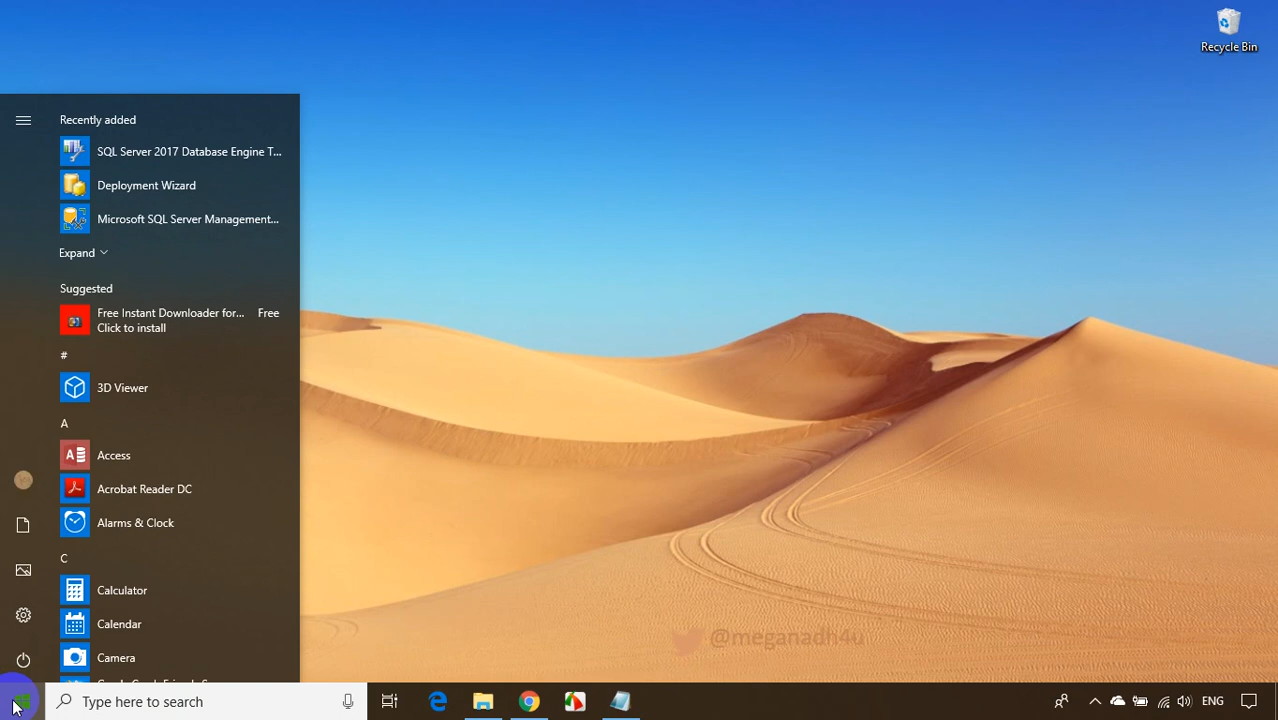 Recycle Bin
Recently added
SQL Server 2017 Database Engine T...
Deployment Wizard
Microsoft SQL Server Management...
Expand
Suggested
Free Instant Downloader for... Free
Click to install
#
3D Viewer
A
Access
Acrobat Reader DC
Alarms & Clock
C
Calculator
Calendar
Camera
@meganadh4u
Type here to search
ENG